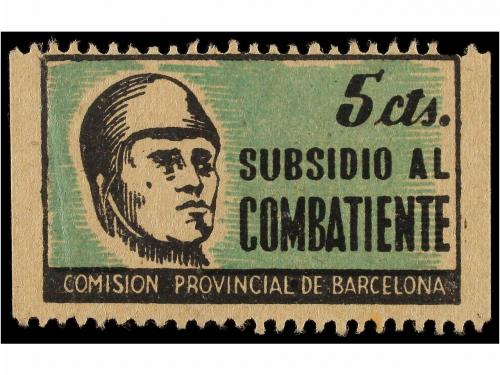 5 cts.
SUBSIDIO AL
COMBATIENTE
COMISION PROVINCIAL DE BARCELONA